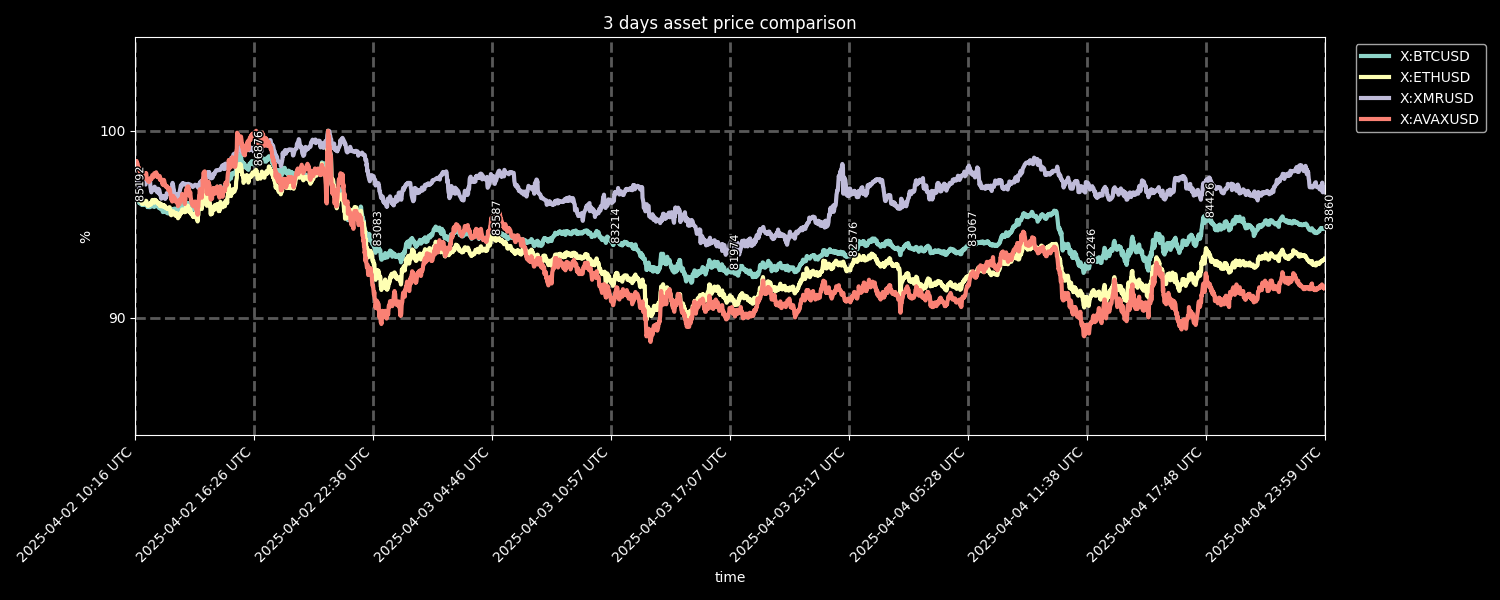 3 days asset price comparison
X:BTCUSD
X:ETHUSD
X:XMRUSD
X:AVAXUSD
100
90
%
85192
86876
83083
83587
83214
81974
82576
83067
82246
84426
83860
2025-04-02 10:16 UTC
2025-04-02 16:26 UTC
2025-04-02 22:36 UTC
2025-04-03 04:46 UTC
2025-04-03 10:57 UTC
2025-04-03 17:07 UTC
2025-04-03 23:17 UTC
2025-04-04 05:28 UTC
2025-04-04 11:38 UTC
2025-04-04 17:48 UTC
2025-04-04 23:59 UTC
time